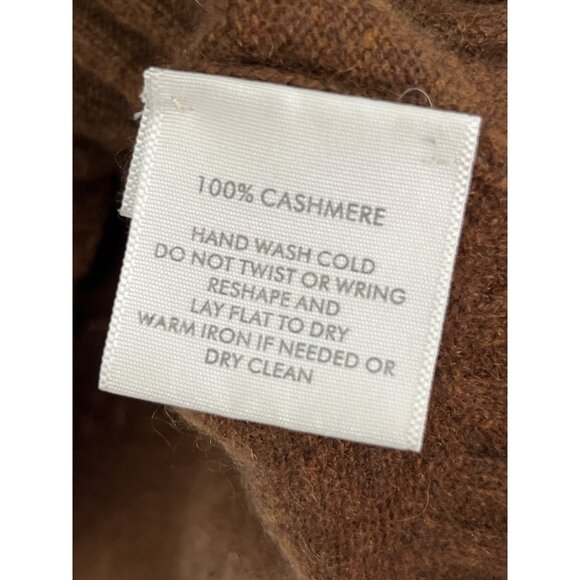 100% CASHMERE
HAND WASH COLD
DO NOT TWIST OR WRING
RESHAPE AND
LAY FLAT TO DRY
WARM IRON IF NEEDED OR
DRY CLEAN